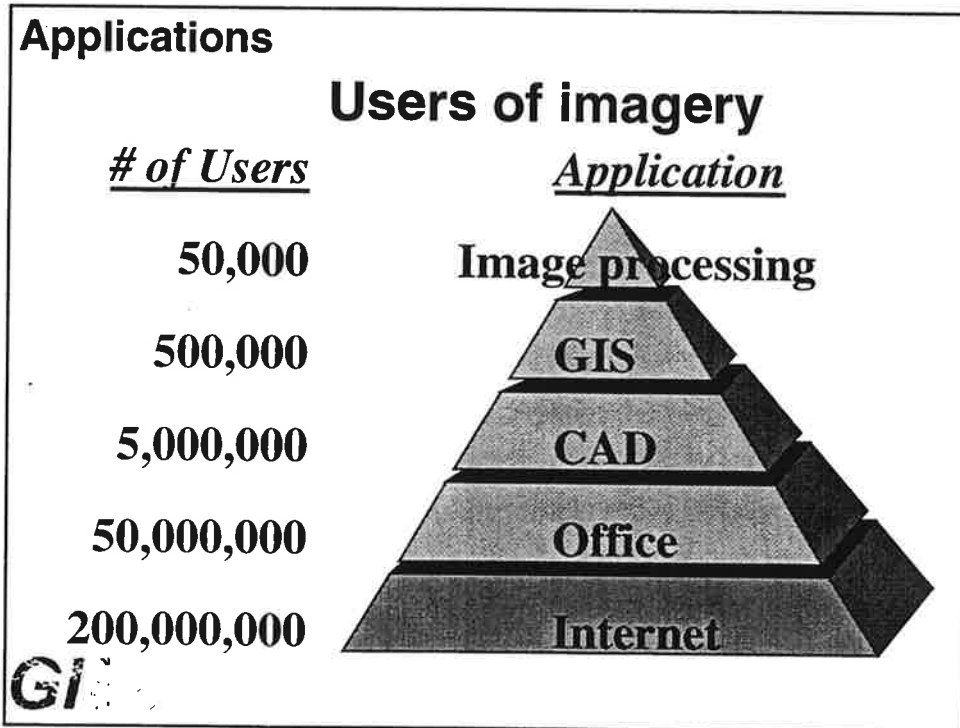 Applications
Users of imagery
# of Users Application
50,000 Image processing
500,000 GIS
5,000,000 CAD
50,000,000 Office
200,000,000 Internet
GI